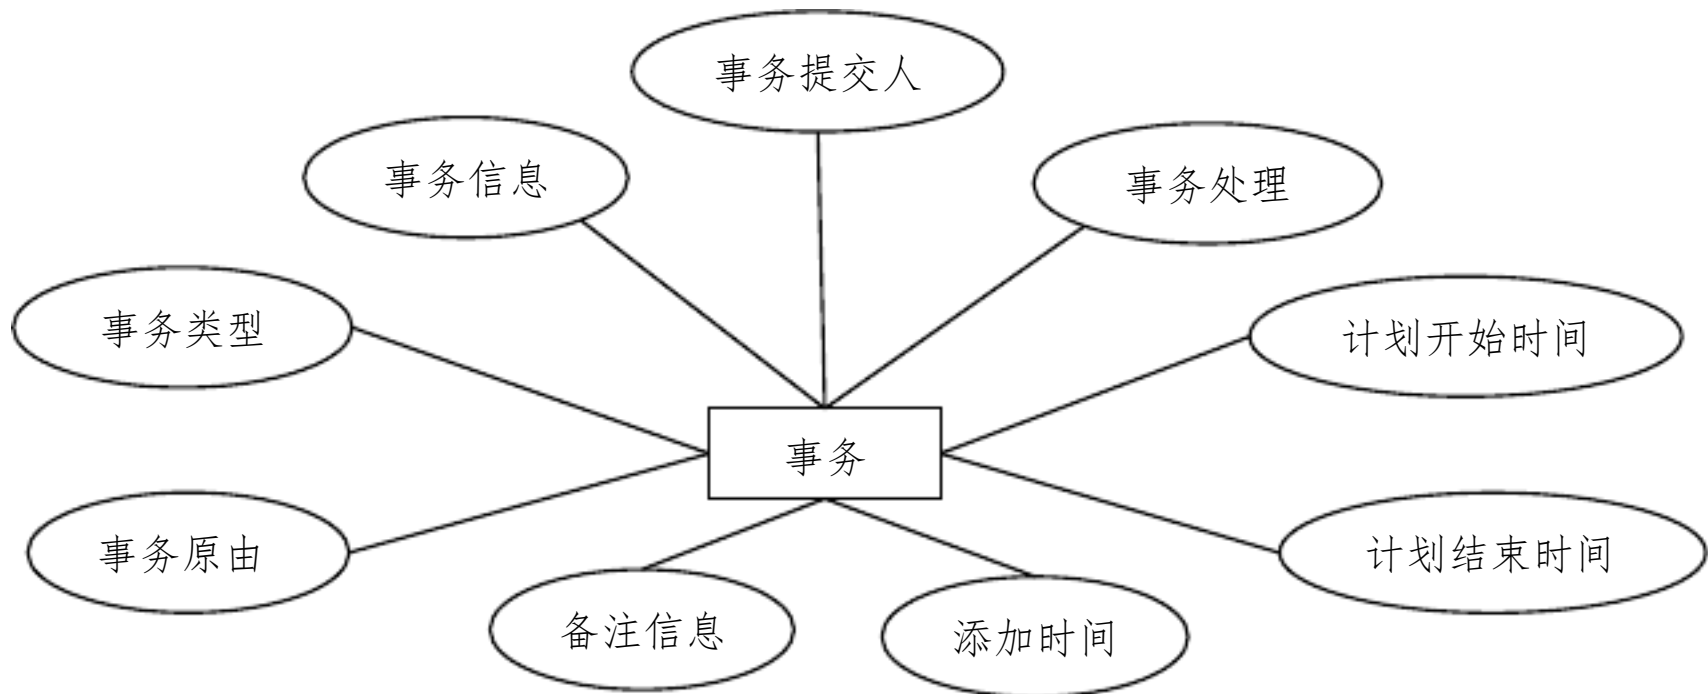 事务提交人
事务信息
事务处理
事务类型
计划开始时间
事务
事务原由
计划结束时间
备注信息
添加时间